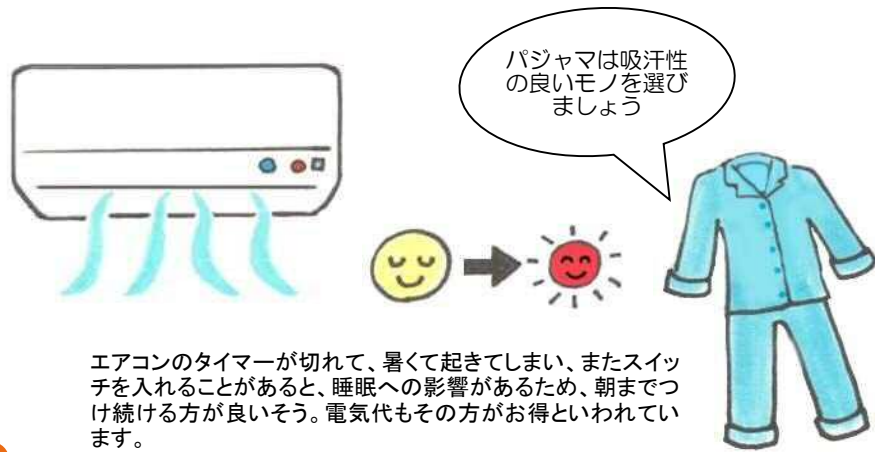 パジャマは吸汗性
の良いモノを選び
ましょう
エアコンのタイマーが切れて、暑くて起きてしまい、またスイッ
チを入れることがあると、睡眠への影響があるため、朝までつ
け続ける方が良いそう。電気代もその方がお得といわれてい
ます。